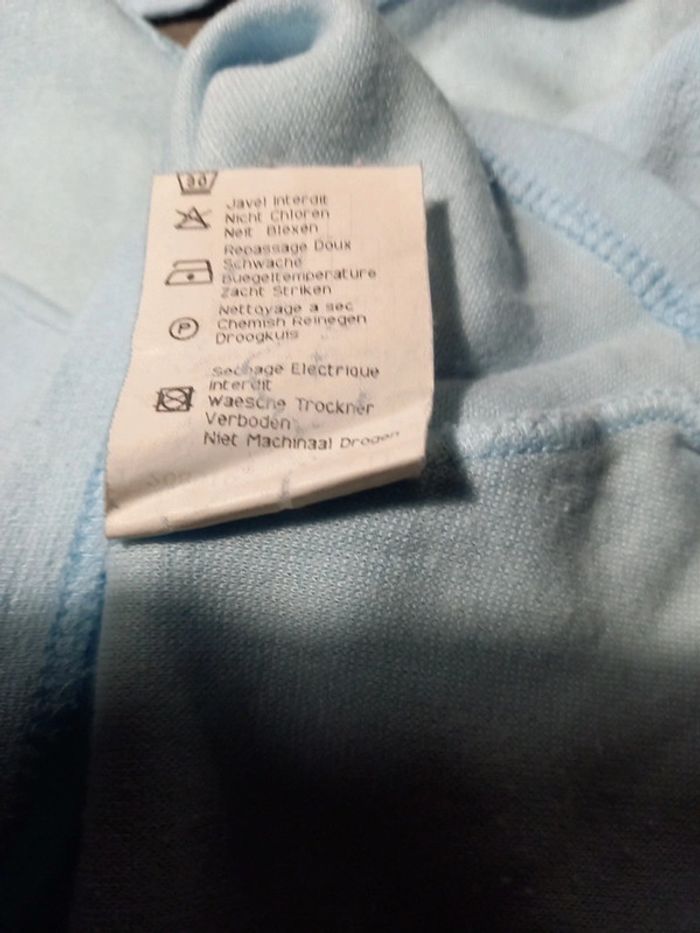 30
Javel Interdit
Nicht Chloren
Neit Blexen
Repassage Doux
Schwache
Buegeltemperature
Zacht Striken
Nettoyage a sec
P
Chemish Reinegen
Droogkuis
Sechage Electrique
Interdit
Waesche Trockner
Verboden
Niet Machinaal Drogen